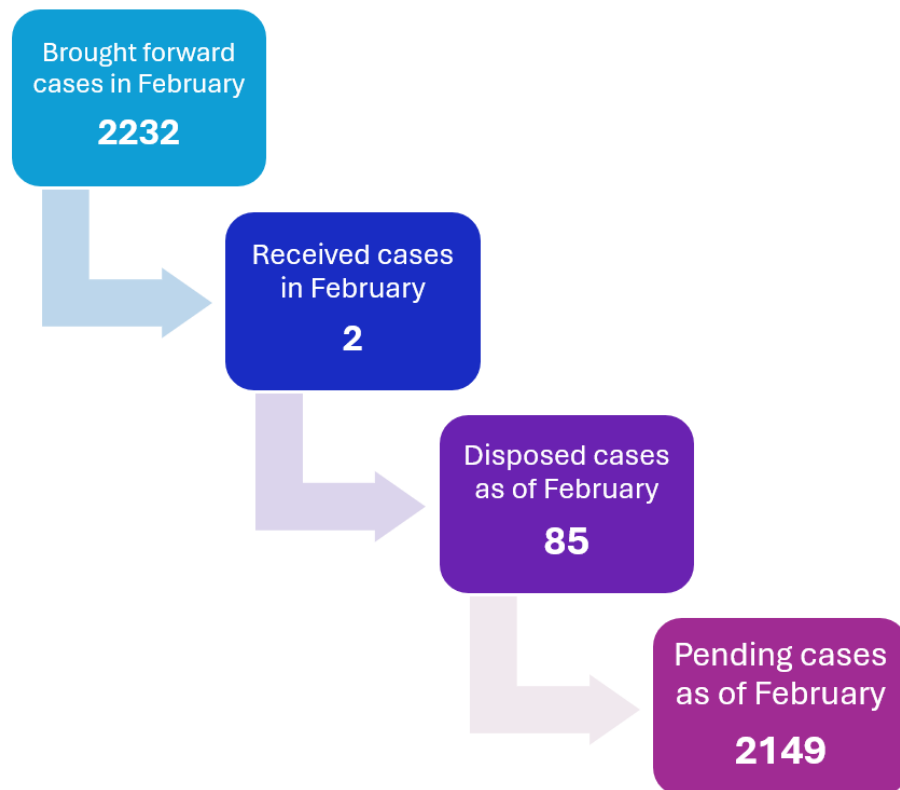 Brought forward
cases in February
2232
Received cases
in February
2
Disposed cases
as of February
85
Pending cases
as of February
2149